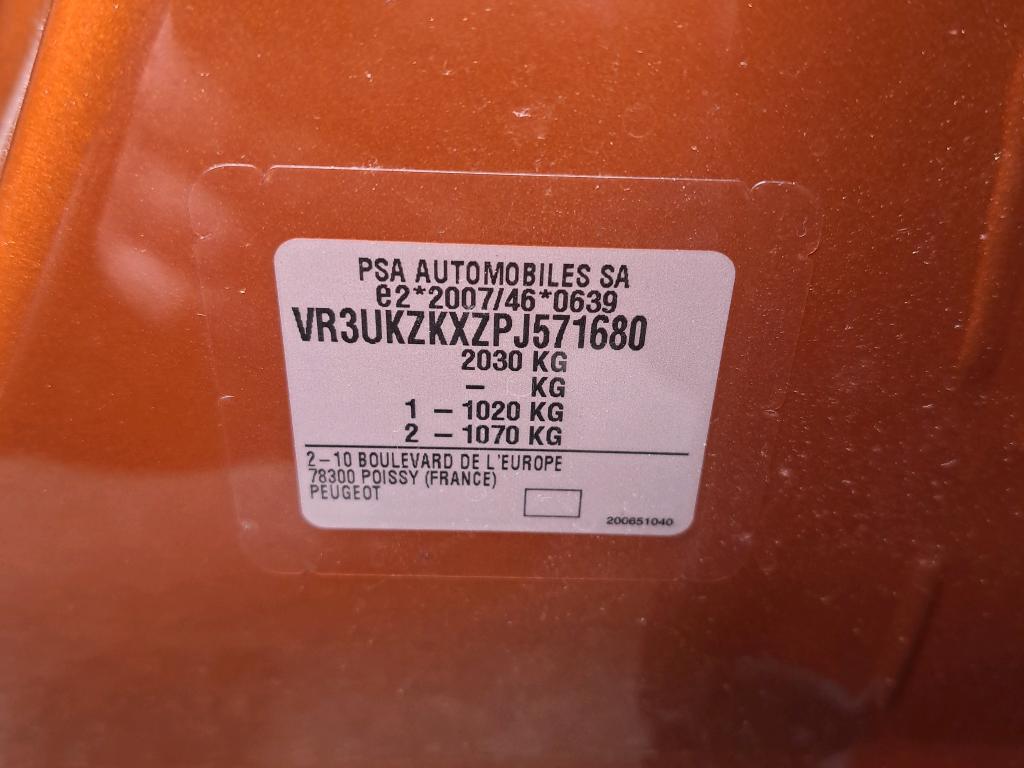 PSA AUTOMOBILES SA
e2*2007/46*0639
VR3UKZKXZPJ571680
2030 KG
– KG
1 – 1020 KG
2 – 1070 KG
2–10 BOULEVARD DE L'EUROPE
78300 POISSY (FRANCE)
PEUGEOT
200651040